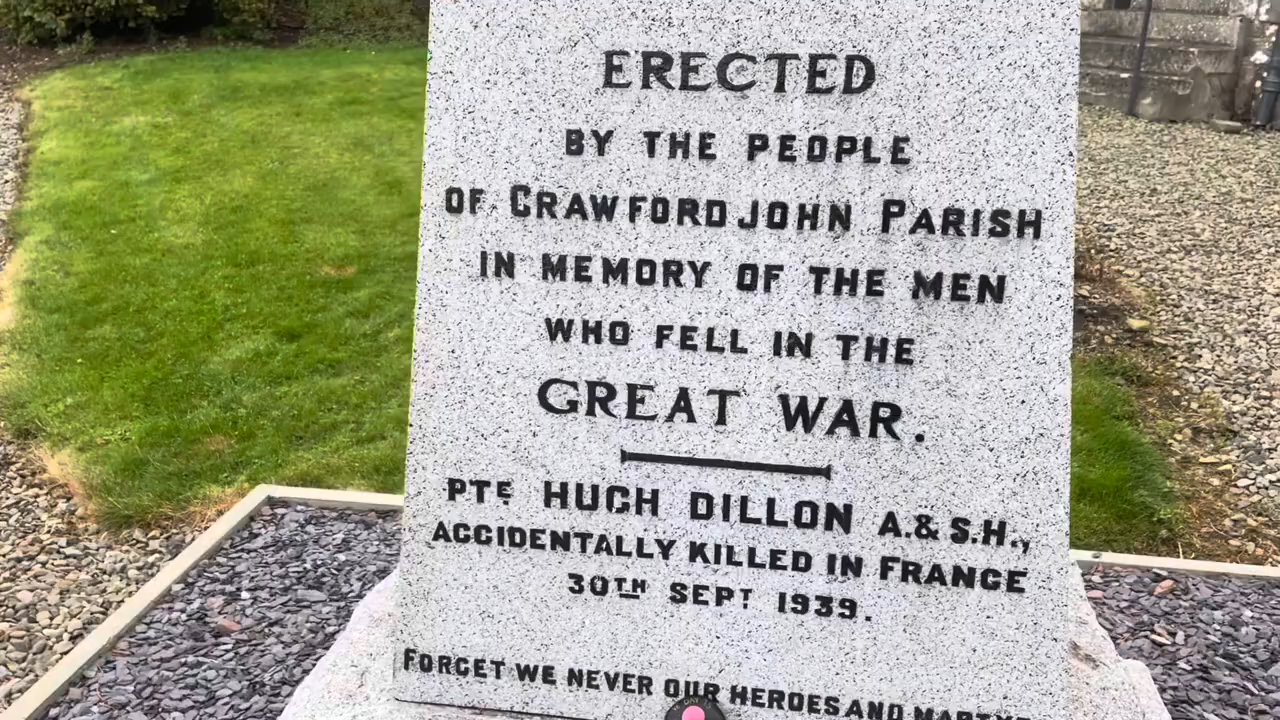 ERECTED
BY THE PEOPLE
OF CRAWFORDJOHN PARISH
IN MEMORY OF THE MEN
WHO FELL IN THE
GREAT WAR.
PTE HUGH DILLON A.& S.H.,
ACCIDENTALLY KILLED IN FRANCE
30TH SEPT 1939.
FORGET WE NEVER OUR HEROES AND